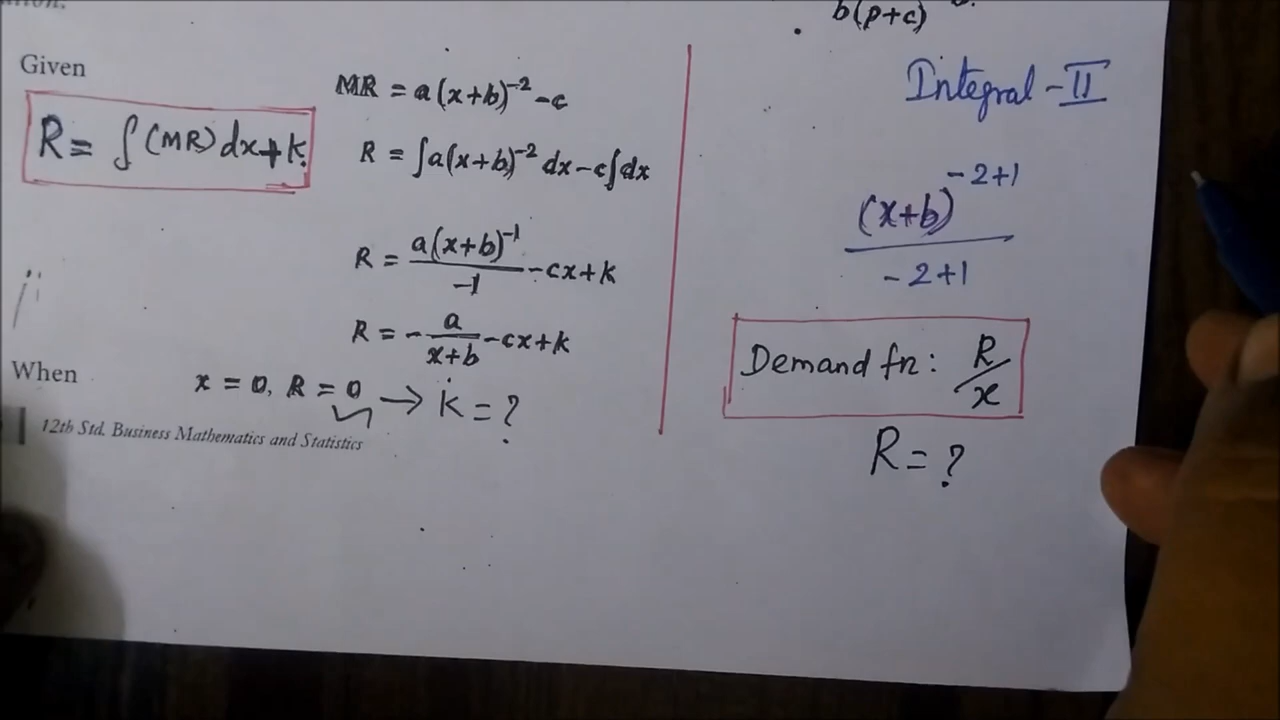 Given
R = ∫(MR) dx + k
MR = a(x+b)⁻² - c
R = ∫a(x+b)⁻² dx - c∫dx
R = a(x+b)⁻¹/-1 - cx + k
R = - a/x+b - cx + k
When
x = 0, R = 0 → k = ?
12th Std. Business Mathematics and Statistics
b(p+c)
Integral - II
(x+b)⁻²⁺¹
-2+1
Demand fn : R/x
R = ?